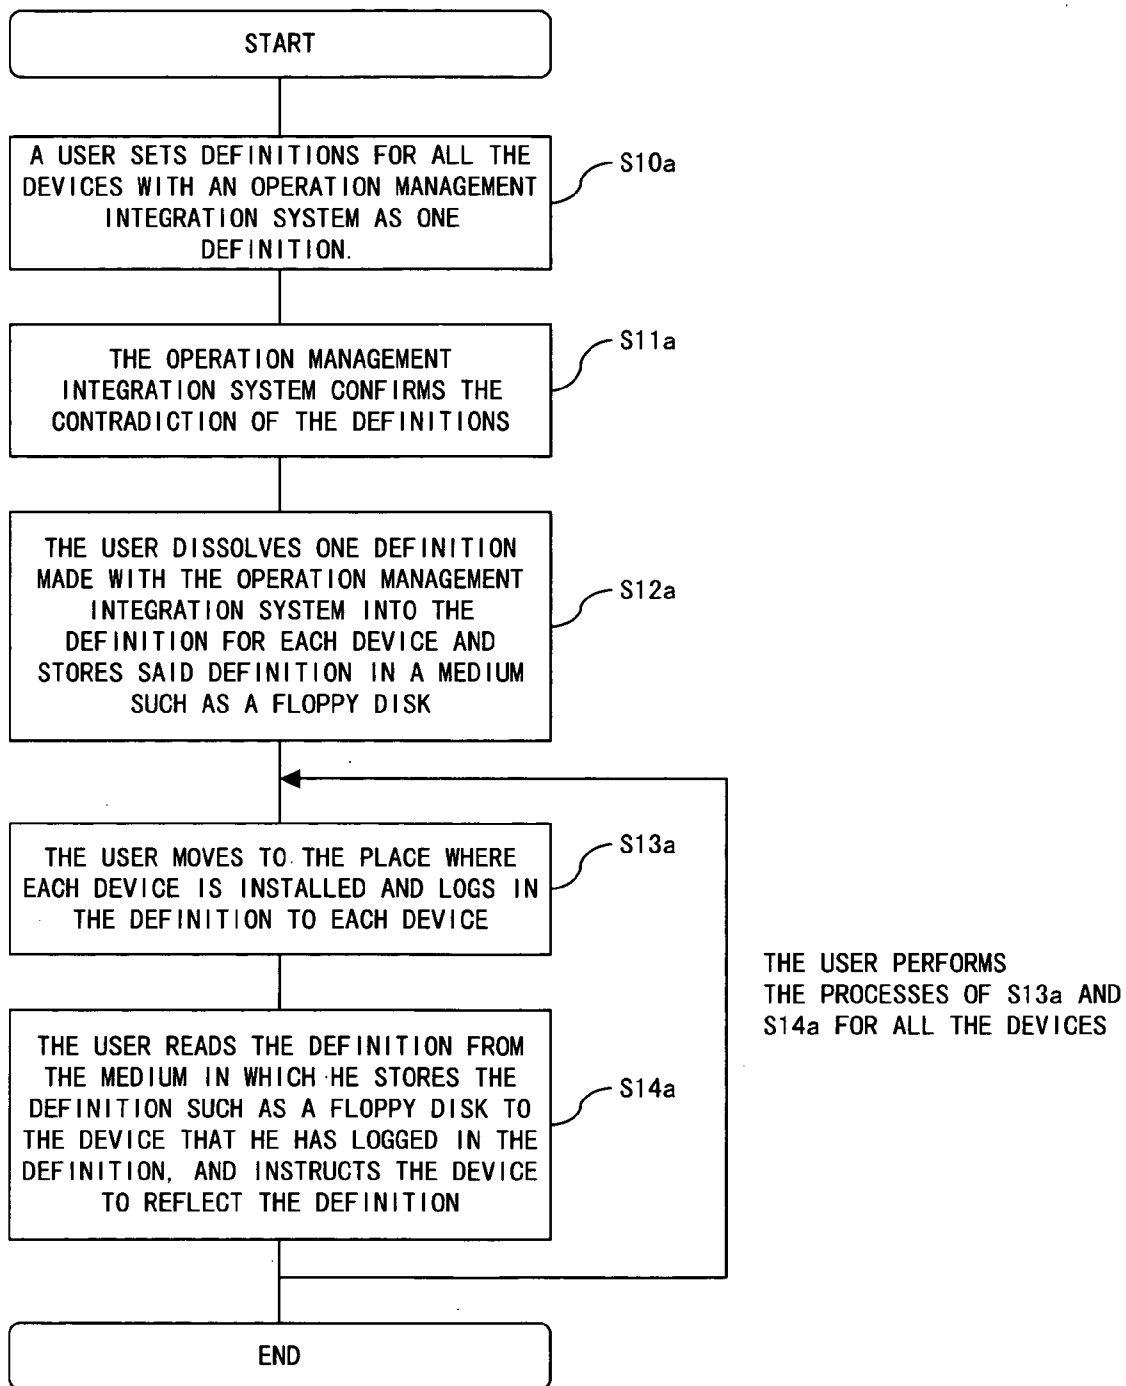 START
A USER SETS DEFINITIONS FOR ALL THE
DEVICES WITH AN OPERATION MANAGEMENT
INTEGRATION SYSTEM AS ONE
DEFINITION.
S10a
THE OPERATION MANAGEMENT
INTEGRATION SYSTEM CONFIRMS THE
CONTRADICTION OF THE DEFINITIONS
S11a
THE USER DISSOLVES ONE DEFINITION
MADE WITH THE OPERATION MANAGEMENT
INTEGRATION SYSTEM INTO THE
DEFINITION FOR EACH DEVICE AND
STORES SAID DEFINITION IN A MEDIUM
SUCH AS A FLOPPY DISK
S12a
THE USER MOVES TO THE PLACE WHERE
EACH DEVICE IS INSTALLED AND LOGS IN
THE DEFINITION TO EACH DEVICE
S13a
THE USER READS THE DEFINITION FROM
THE MEDIUM IN WHICH HE STORES THE
DEFINITION SUCH AS A FLOPPY DISK TO
THE DEVICE THAT HE HAS LOGGED IN THE
DEFINITION, AND INSTRUCTS THE DEVICE
TO REFLECT THE DEFINITION
S14a
THE USER PERFORMS
THE PROCESSES OF S13a AND
S14a FOR ALL THE DEVICES
END